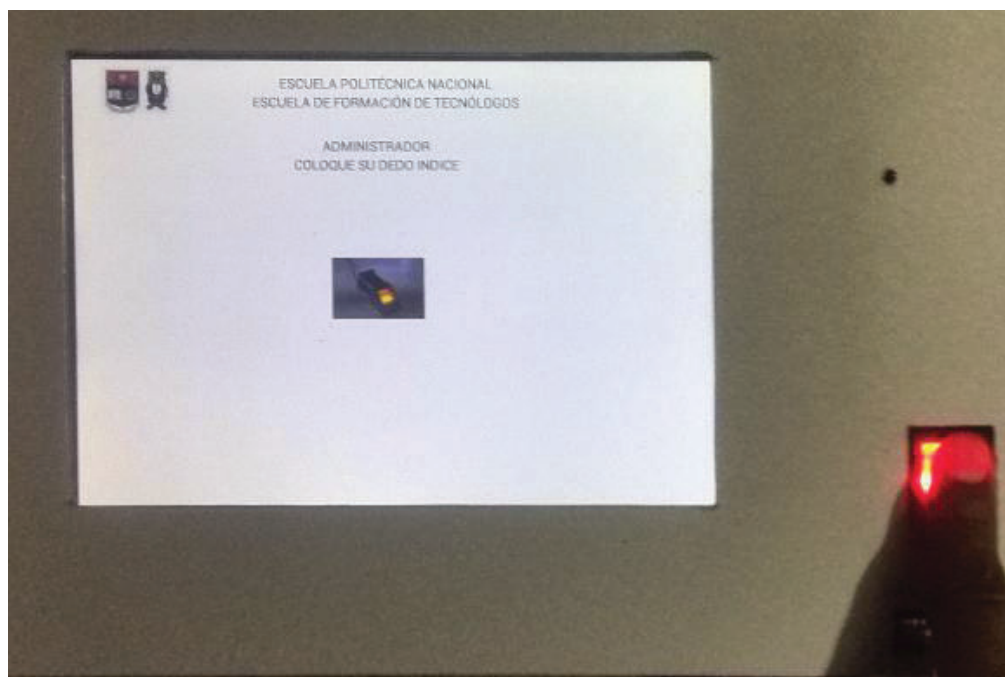 ESCUELA POLITÉCNICA NACIONAL
ESCUELA DE FORMACIÓN DE TECNÓLOGOS
ADMINISTRADOR
COLOQUE SU DEDO INDICE